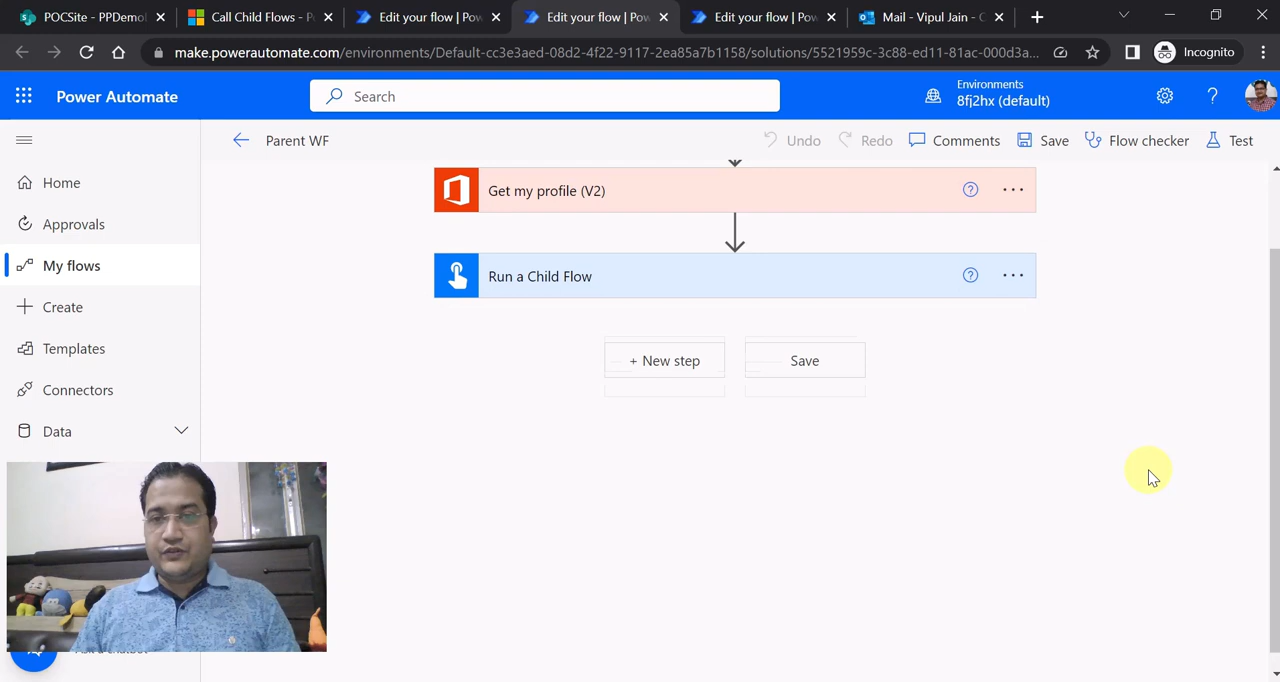 POCSite - PPDemo
Call Child Flows - P
Edit your flow | Pow
Edit your flow | Pow
Edit your flow | Pow
Mail - Vipul Jain - O
make.powerautomate.com/environments/Default-cc3e3aed-08d2-4f22-9117-2ea85a7b1158/solutions/5521959c-3c88-ed11-81ac-000d3a...
Incognito
Power Automate
Search
Environments
8fj2hx (default)
Parent WF
Undo
Redo
Comments
Save
Flow checker
Test
Home
Approvals
My flows
Create
Templates
Connectors
Data
Get my profile (V2)
Run a Child Flow
+ New step
Save